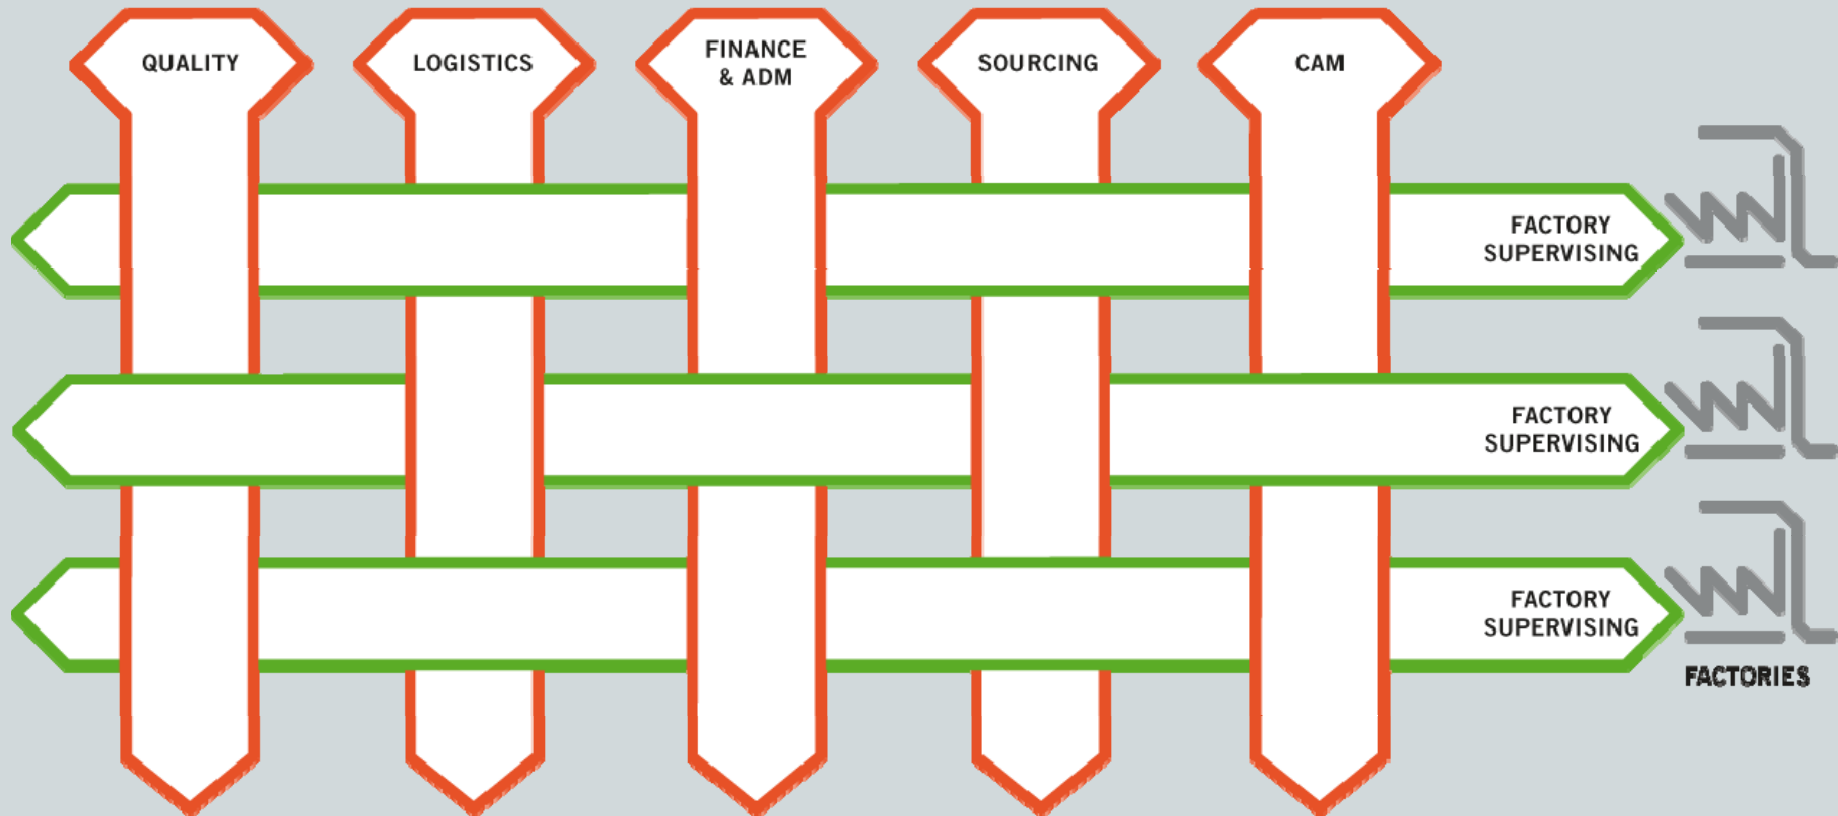 QUALITY
LOGISTICS
FINANCE
& ADM
SOURCING
CAM
FACTORY
SUPERVISING
FACTORY
SUPERVISING
FACTORY
SUPERVISING
FACTORIES